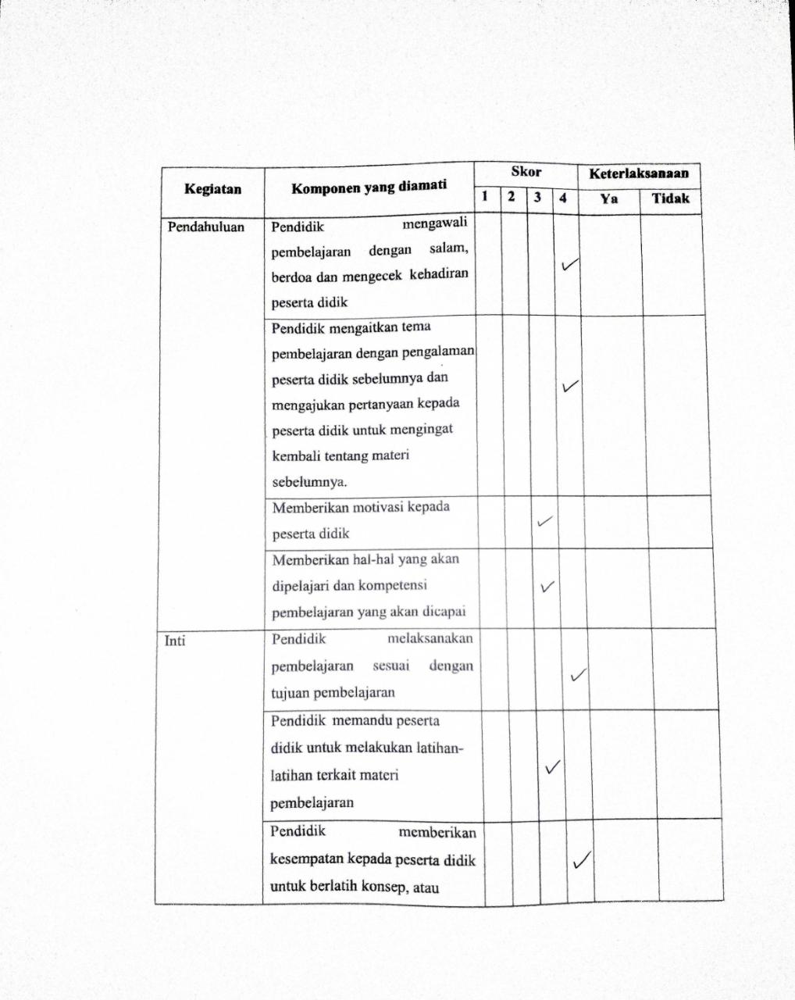 Kegiatan Komponen yang diamati Skor Keterlaksanaan
1 2 3 4 Ya Tidak
Pendahuluan Pendidik mengawali
pembelajaran dengan salam,
berdoa dan mengecek kehadiran
peserta didik
✓
Pendidik mengaitkan tema
pembelajaran dengan pengalaman
peserta didik sebelumnya dan
mengajukan pertanyaan kepada
peserta didik untuk mengingat
kembali tentang materi
sebelumnya.
✓
Memberikan motivasi kepada
peserta didik
✓
Memberikan hal-hal yang akan
dipelajari dan kompetensi
pembelajaran yang akan dicapai
✓
Inti Pendidik melaksanakan
pembelajaran sesuai dengan
tujuan pembelajaran
✓
Pendidik memandu peserta
didik untuk melakukan latihan-
latihan terkait materi
pembelajaran
✓
Pendidik memberikan
kesempatan kepada peserta didik
untuk berlatih konsep, atau
✓